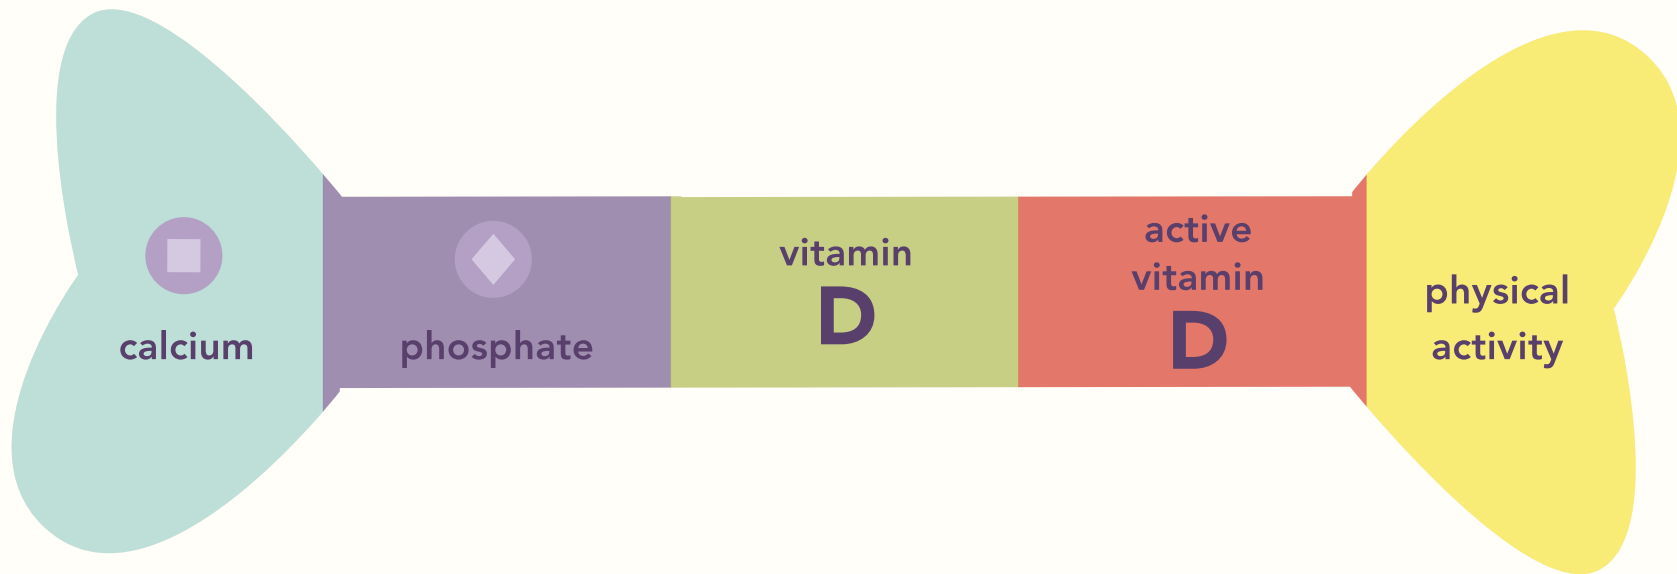 calcium
phosphate
vitamin
D
active
vitamin
D
physical
activity